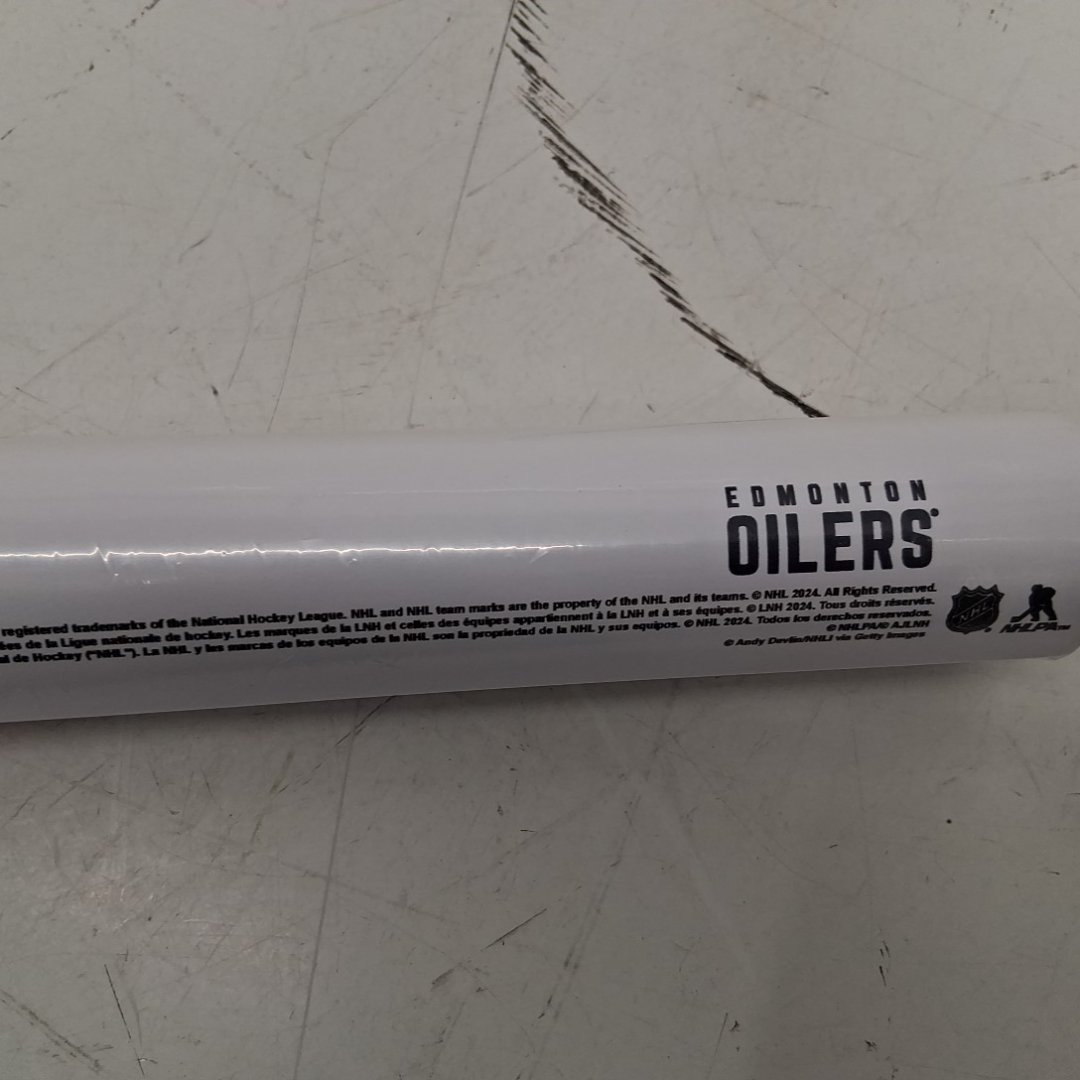 EDMONTON
OILERS
registered trademarks of the National Hockey League. NHL and NHL team marks are the property of the NHL and its teams. © NHL 2024. All Rights Reserved.
de la Ligue nationale de hockey. Les marques de la LNH et celles des équipes appartiennent à la LNH et à ses équipes. © LNH 2024. Tous droits réservés.
de Hockey ("NHL"). La NHL y las marcas de los equipos de la NHL son la propriedad de la NHL y sus equipos. © NHL 2024. Todos los derechos reservados.
© NHLPA/© AJLNH
© Andy Devlin/NHLI via Getty Images
NHL
NHLPA™